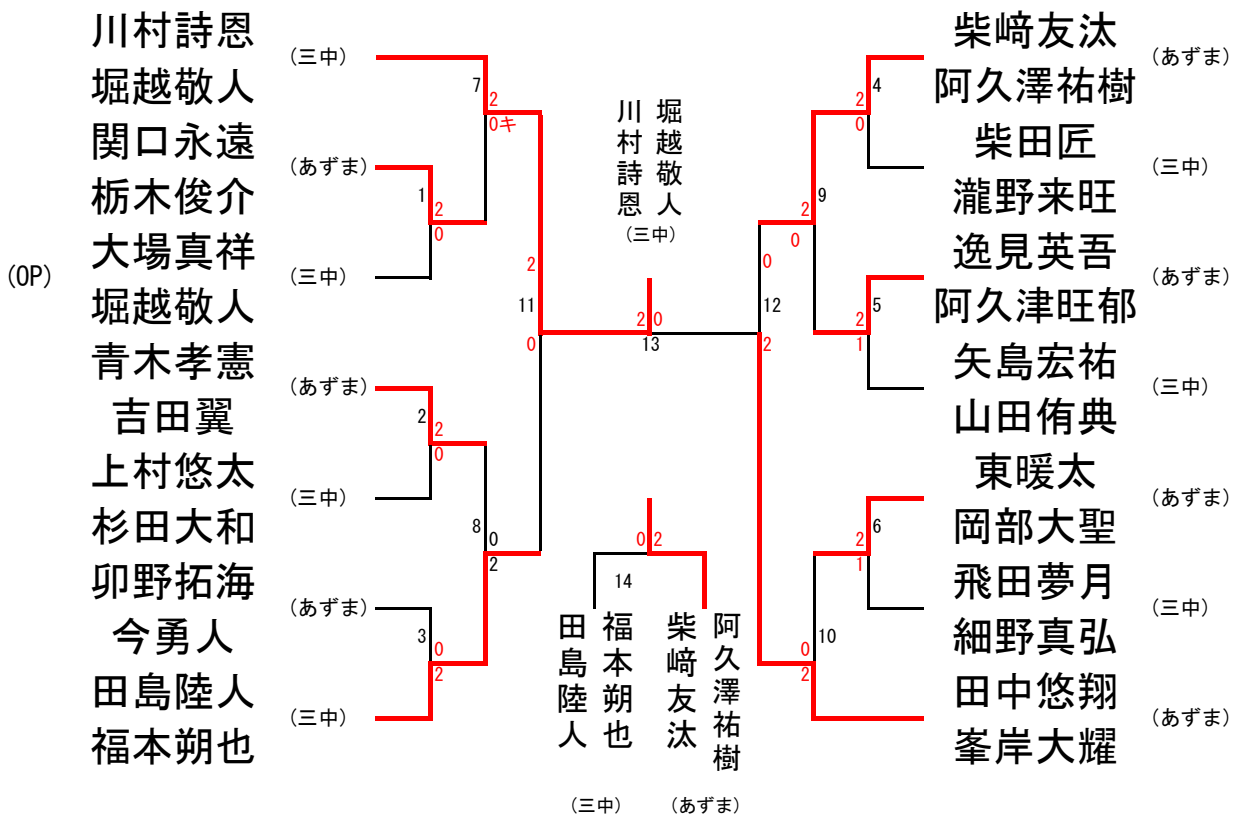 川村詩恩
(三中)
堀越敬人
関口永遠
(あずま)
栃木俊介
(OP)
大場真祥
(三中)
堀越敬人
青木孝憲
(あずま)
吉田翼
上村悠太
(三中)
杉田大和
卯野拓海
(あずま)
今勇人
田島陸人
(三中)
福本朔也
7
2
0キ
1
2
0
2
11
0
2
2
0
8
0
2
3
0
2
堀越敬人
川村詩恩
(三中)
2 0
13
0 2
14
田島陸人
福本朔也
(三中)
柴﨑友汰
阿久澤祐樹
(あずま)
4
2
0
9
2
0
0
12
2
5
2
1
6
2
1
10
0
2
柴﨑友汰
(あずま)
阿久澤祐樹
柴田匠
(三中)
瀧野来旺
逸見英吾
(あずま)
阿久津旺郁
矢島宏祐
(三中)
山田侑典
東暖太
(あずま)
岡部大聖
飛田夢月
(三中)
細野真弘
田中悠翔
(あずま)
峯岸大耀